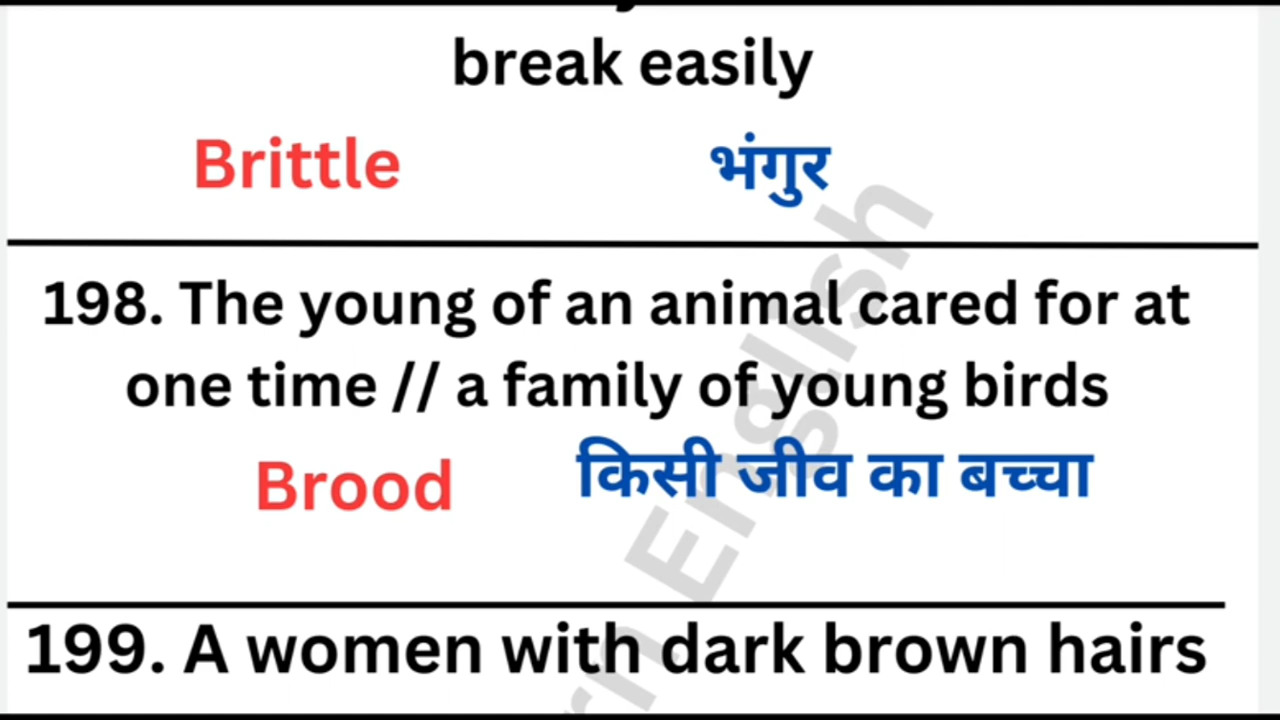 break easily
Brittle भंगुर
198. The young of an animal cared for at
one time // a family of young birds
Brood किसी जीव का बच्चा
199. A women with dark brown hairs
English